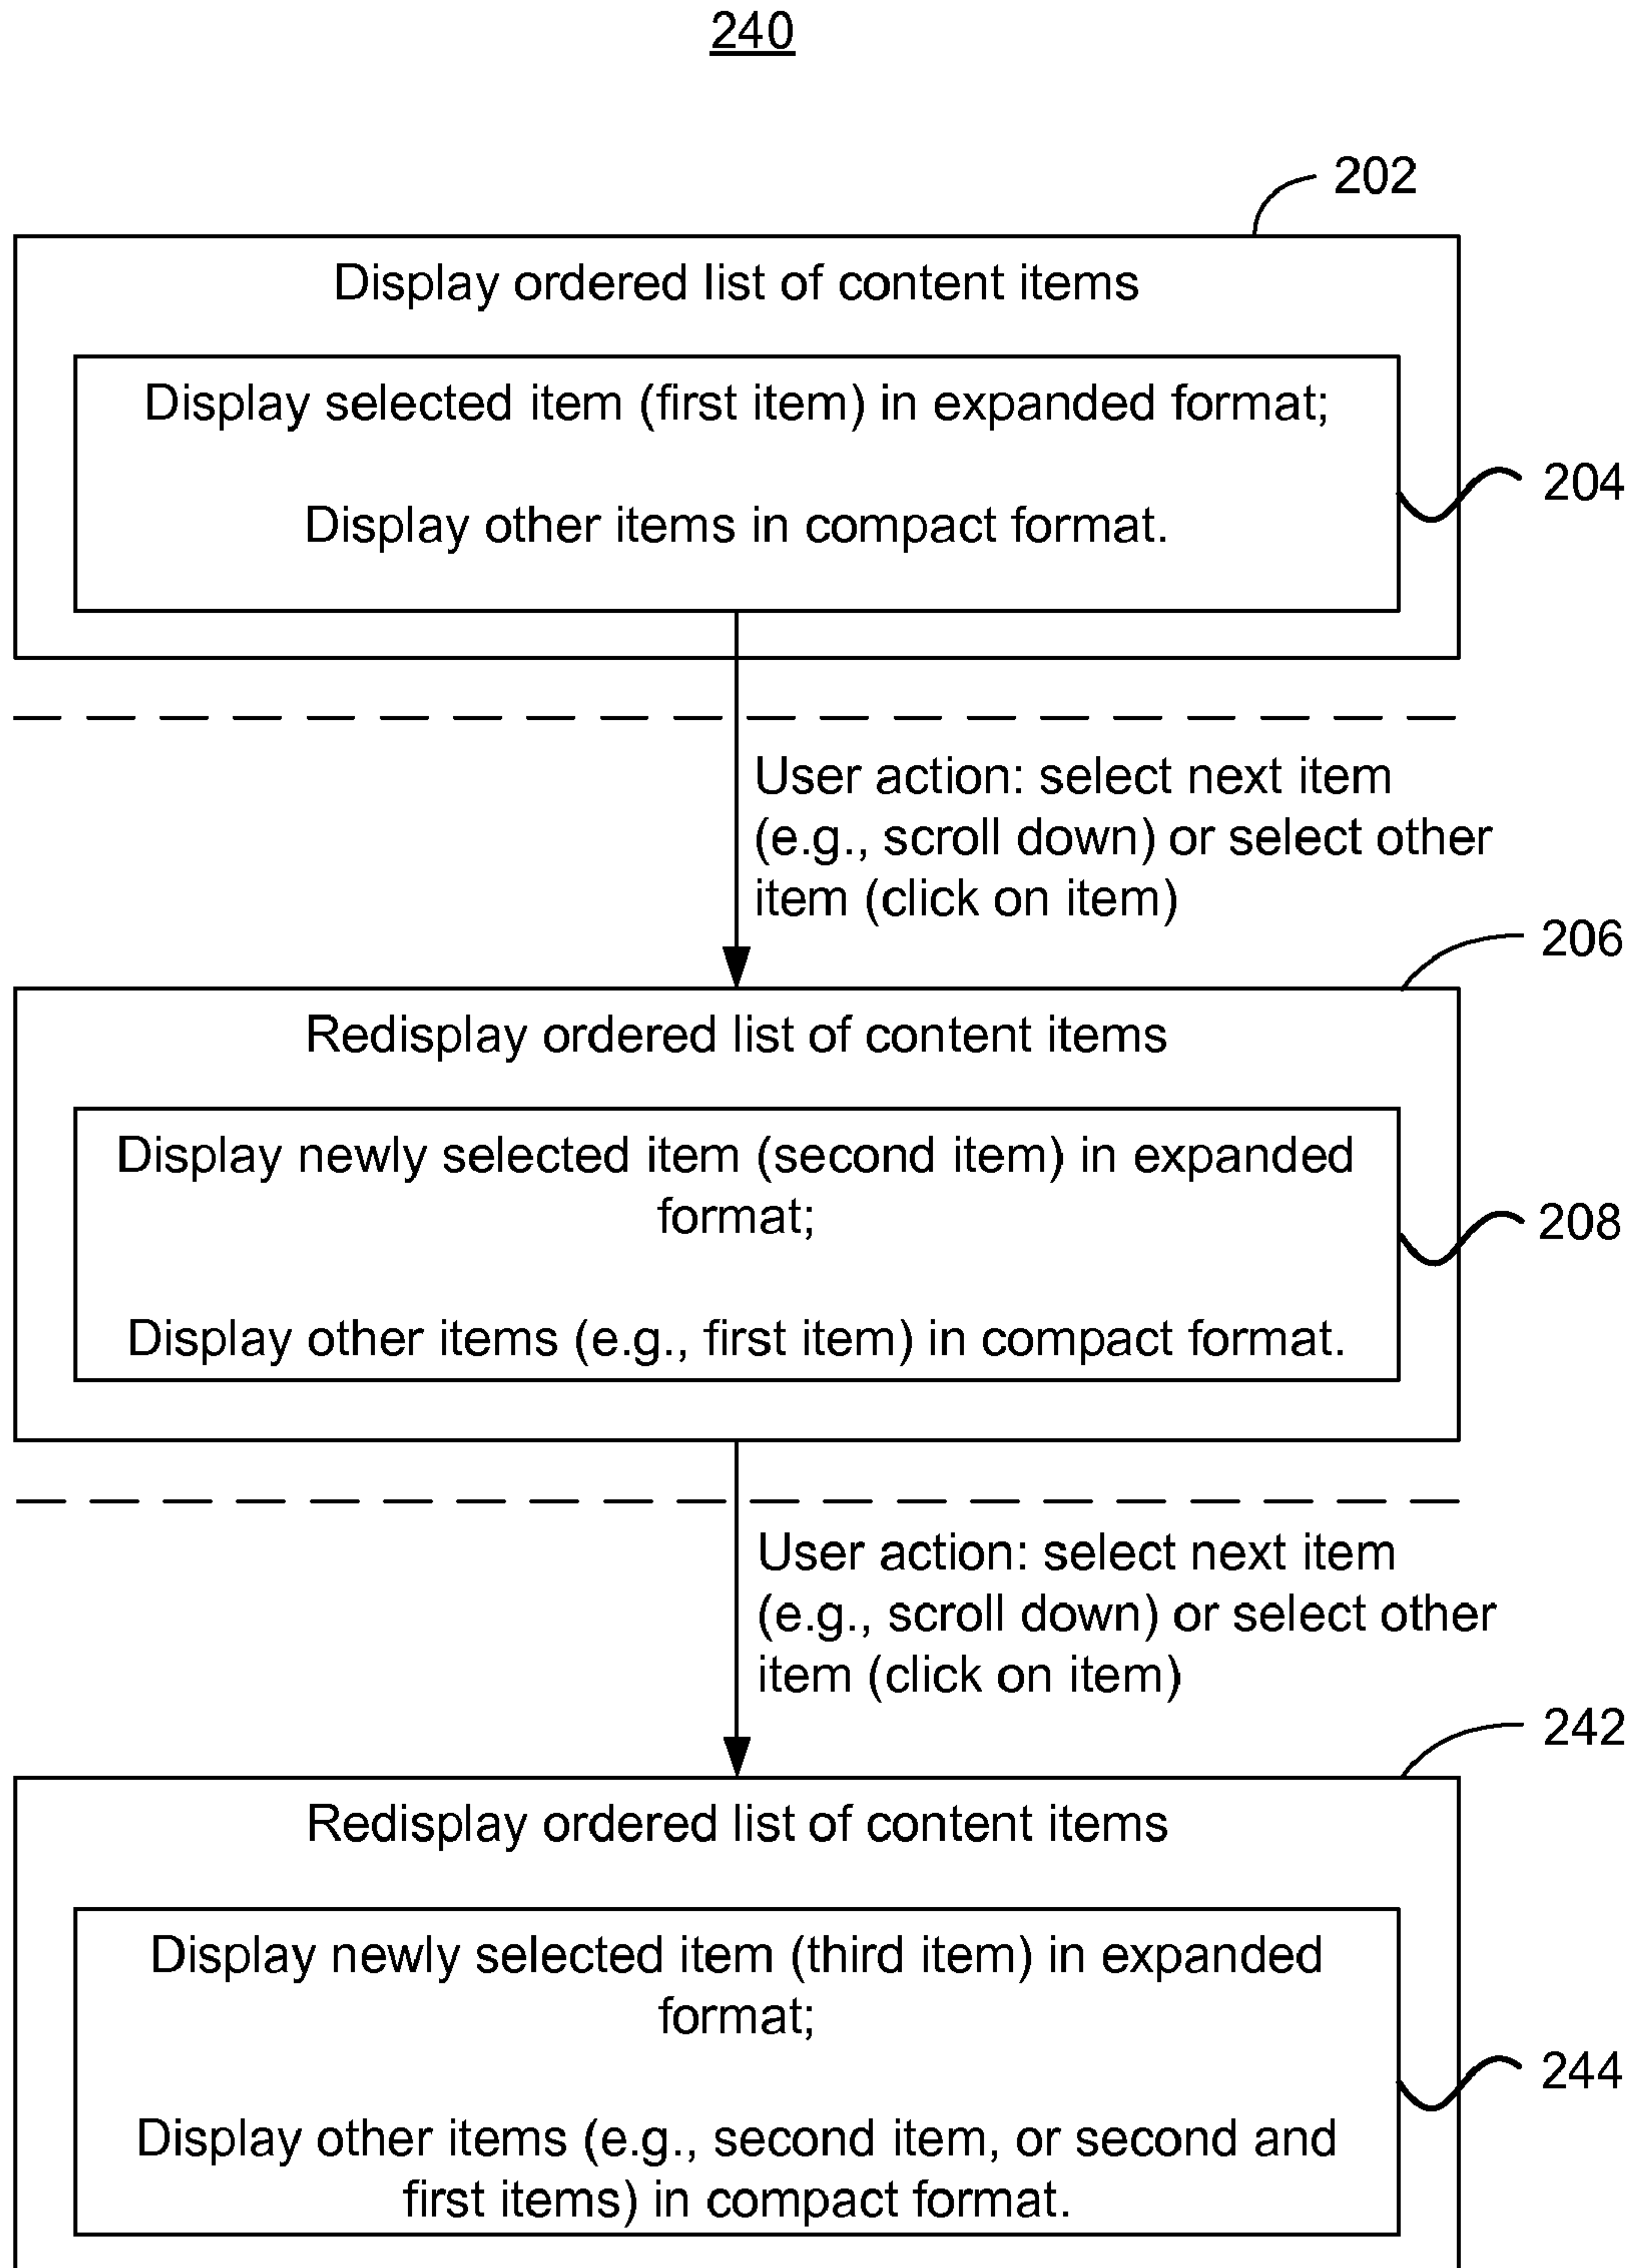 240
202
Display ordered list of content items
Display selected item (first item) in expanded format;
204
Display other items in compact format.
User action: select next item
(e.g., scroll down) or select other
item (click on item)
206
Redisplay ordered list of content items
Display newly selected item (second item) in expanded
format;
208
Display other items (e.g., first item) in compact format.
User action: select next item
(e.g., scroll down) or select other
item (click on item)
242
Redisplay ordered list of content items
Display newly selected item (third item) in expanded
format;
244
Display other items (e.g., second item, or second and
first items) in compact format.